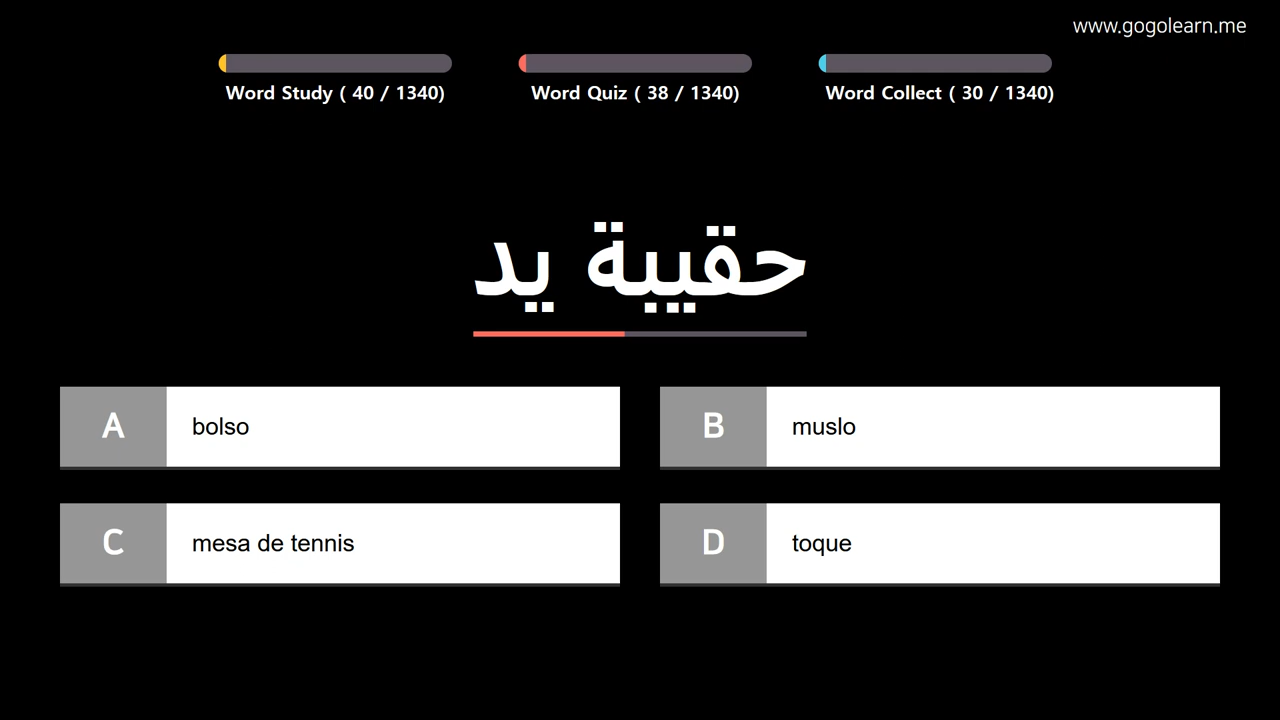 www.gogolearn.me
Word Study ( 40 / 1340)
Word Quiz ( 38 / 1340)
Word Collect ( 30 / 1340)
حقيبة يد
A bolso
B muslo
C mesa de tennis
D toque